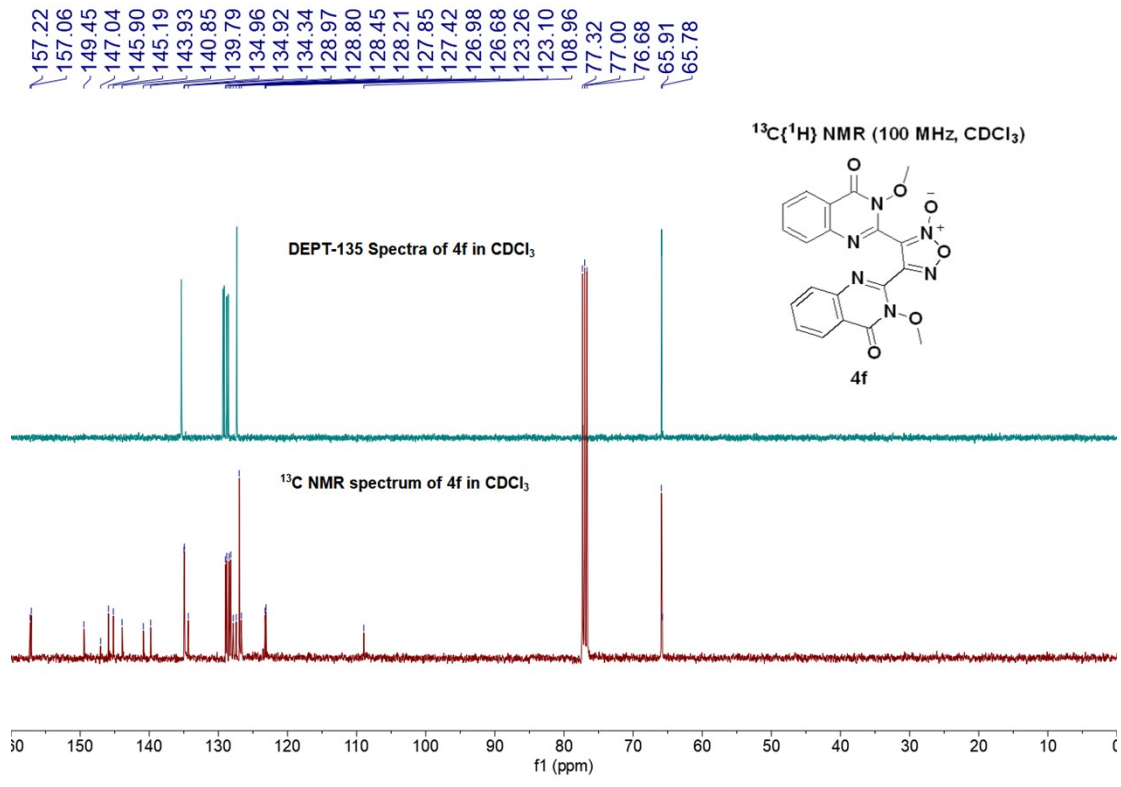 157.22
157.06
149.45
147.04
145.90
145.19
143.93
140.85
139.79
134.96
134.92
134.34
128.97
128.80
128.45
128.21
127.85
127.42
126.98
126.68
123.26
123.10
108.96
77.32
77.00
76.68
65.91
65.78
¹³C{¹H} NMR (100 MHz, CDCl₃)
O
N
O
N
O
−
N
+
O
N
N
N
O
O
4f
DEPT-135 Spectra of 4f in CDCl₃
¹³C NMR spectrum of 4f in CDCl₃
150 140 130 120 110 100 90 80 70 60 50 40 30 20 10
f1 (ppm)